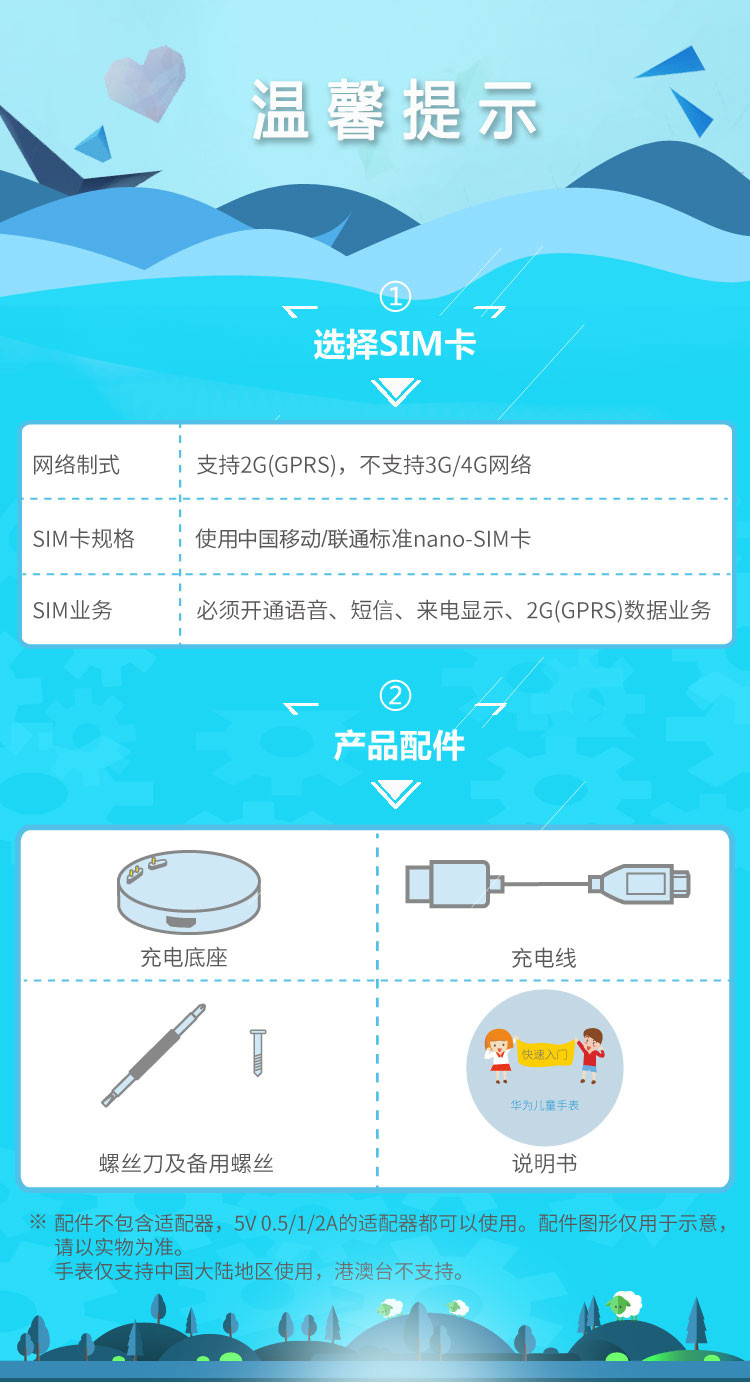 温馨提示
①
选择SIM卡
网络制式 支持2G(GPRS)，不支持3G/4G网络
SIM卡规格 使用中国移动/联通标准nano-SIM卡
SIM业务 必须开通语音、短信、来电显示、2G(GPRS)数据业务
②
产品配件
充电底座
充电线
快速入门
华为儿童手表
螺丝刀及备用螺丝
说明书
※ 配件不包含适配器，5V 0.5/1/2A的适配器都可以使用。配件图形仅用于示意，
请以实物为准。
手表仅支持中国大陆地区使用，港澳台不支持。